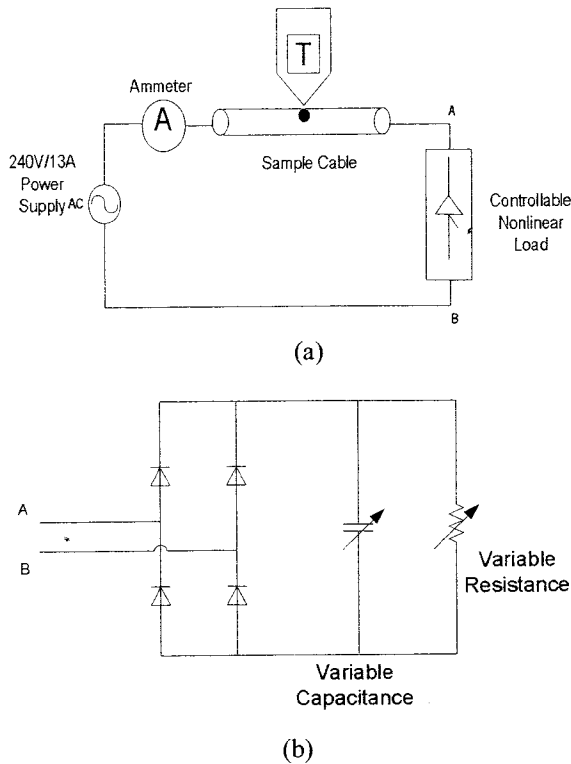 T
Ammeter
A
A
Sample Cable
240V/13A
Power
Supply AC
Controllable
Nonlinear
Load
B
(a)
A
B
Variable
Resistance
Variable
Capacitance
(b)